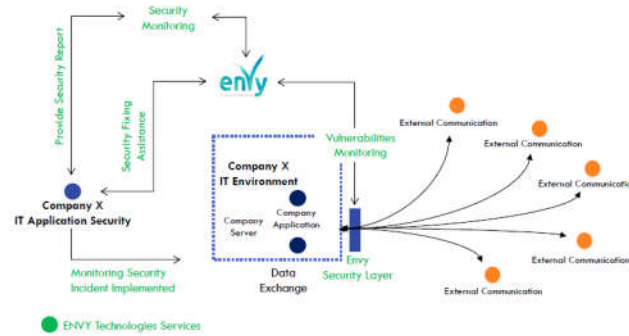 Security
Monitoring
Provide Security Report
envy
Security Fixing
Assistance
Vulnerabilities
Monitoring
External Communication
External Communication
External Communication
External Communication
External Communication
Company X
IT Environment
Company
Application
Company
Server
Company X
IT Application Security
Envy
Security Layer
Data
Exchange
Monitoring Security
Incident Implemented
ENVY Technologies Services